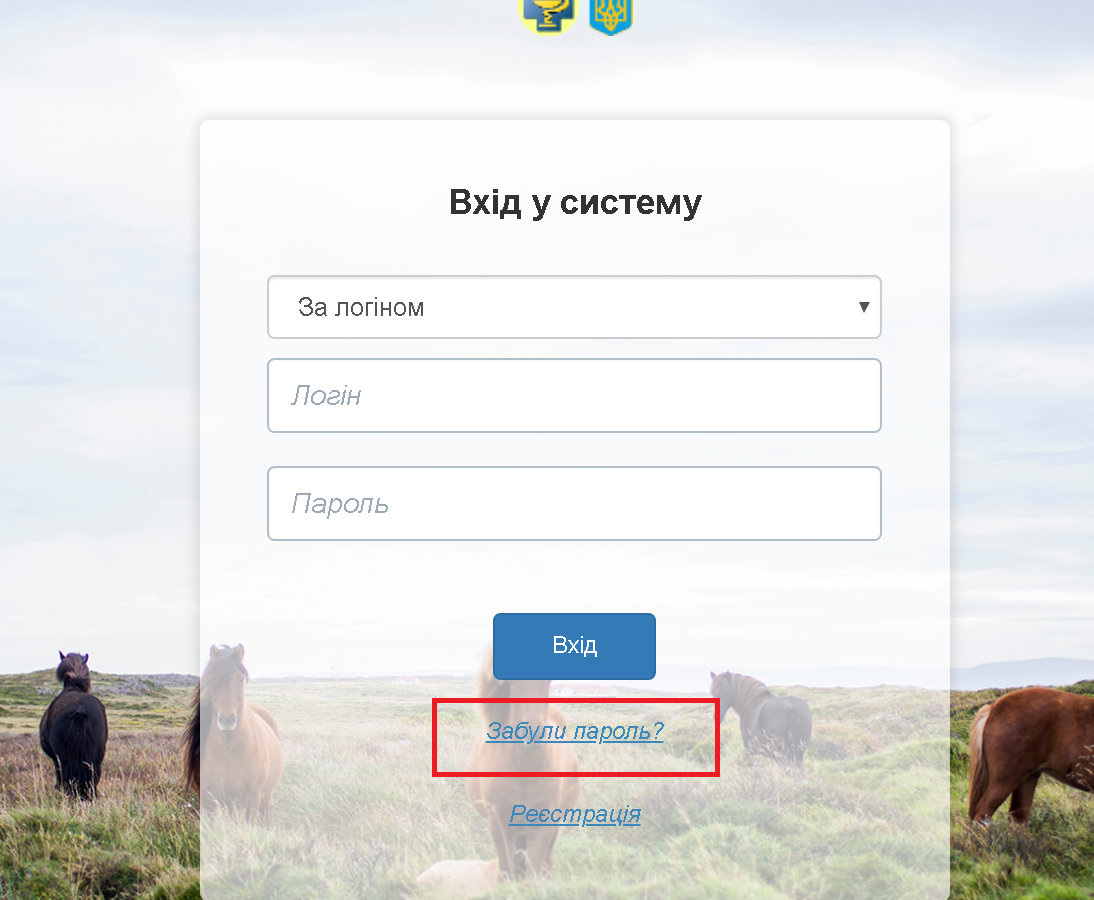 Вхід у систему
За логіном
Логін
Пароль
Вхід
Забули пароль?
Реєстрація